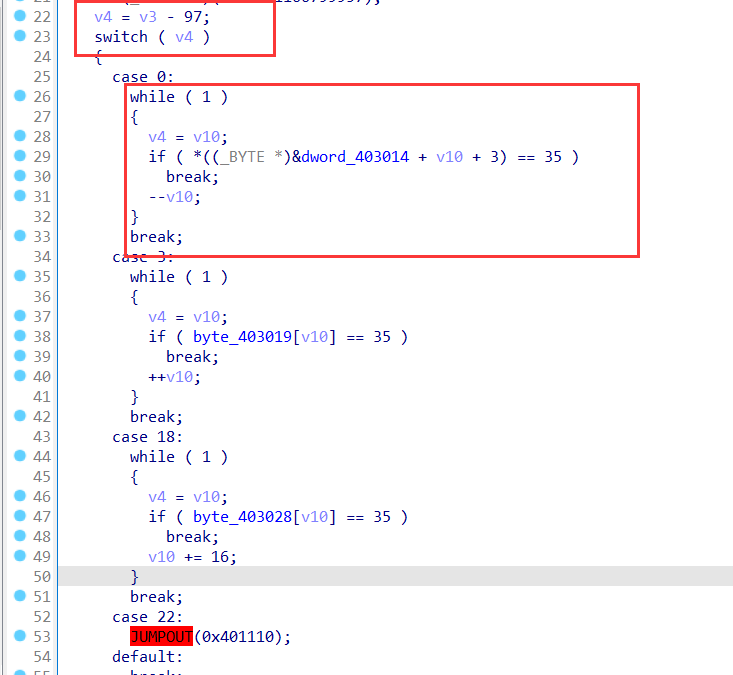 22 v4 = v3 - 97;
23 switch ( v4 )
24 {
25 case 0:
26 while ( 1 )
27 {
28 v4 = v10;
29 if ( *((_BYTE *)&dword_403014 + v10 + 3) == 35 )
30 break;
31 --v10;
32 }
33 break;
34 case 3:
35 while ( 1 )
36 {
37 v4 = v10;
38 if ( byte_403019[v10] == 35 )
39 break;
40 ++v10;
41 }
42 break;
43 case 18:
44 while ( 1 )
45 {
46 v4 = v10;
47 if ( byte_403028[v10] == 35 )
48 break;
49 v10 += 16;
50 }
51 break;
52 case 22:
53 JUMPOUT(0x401110);
54 default: